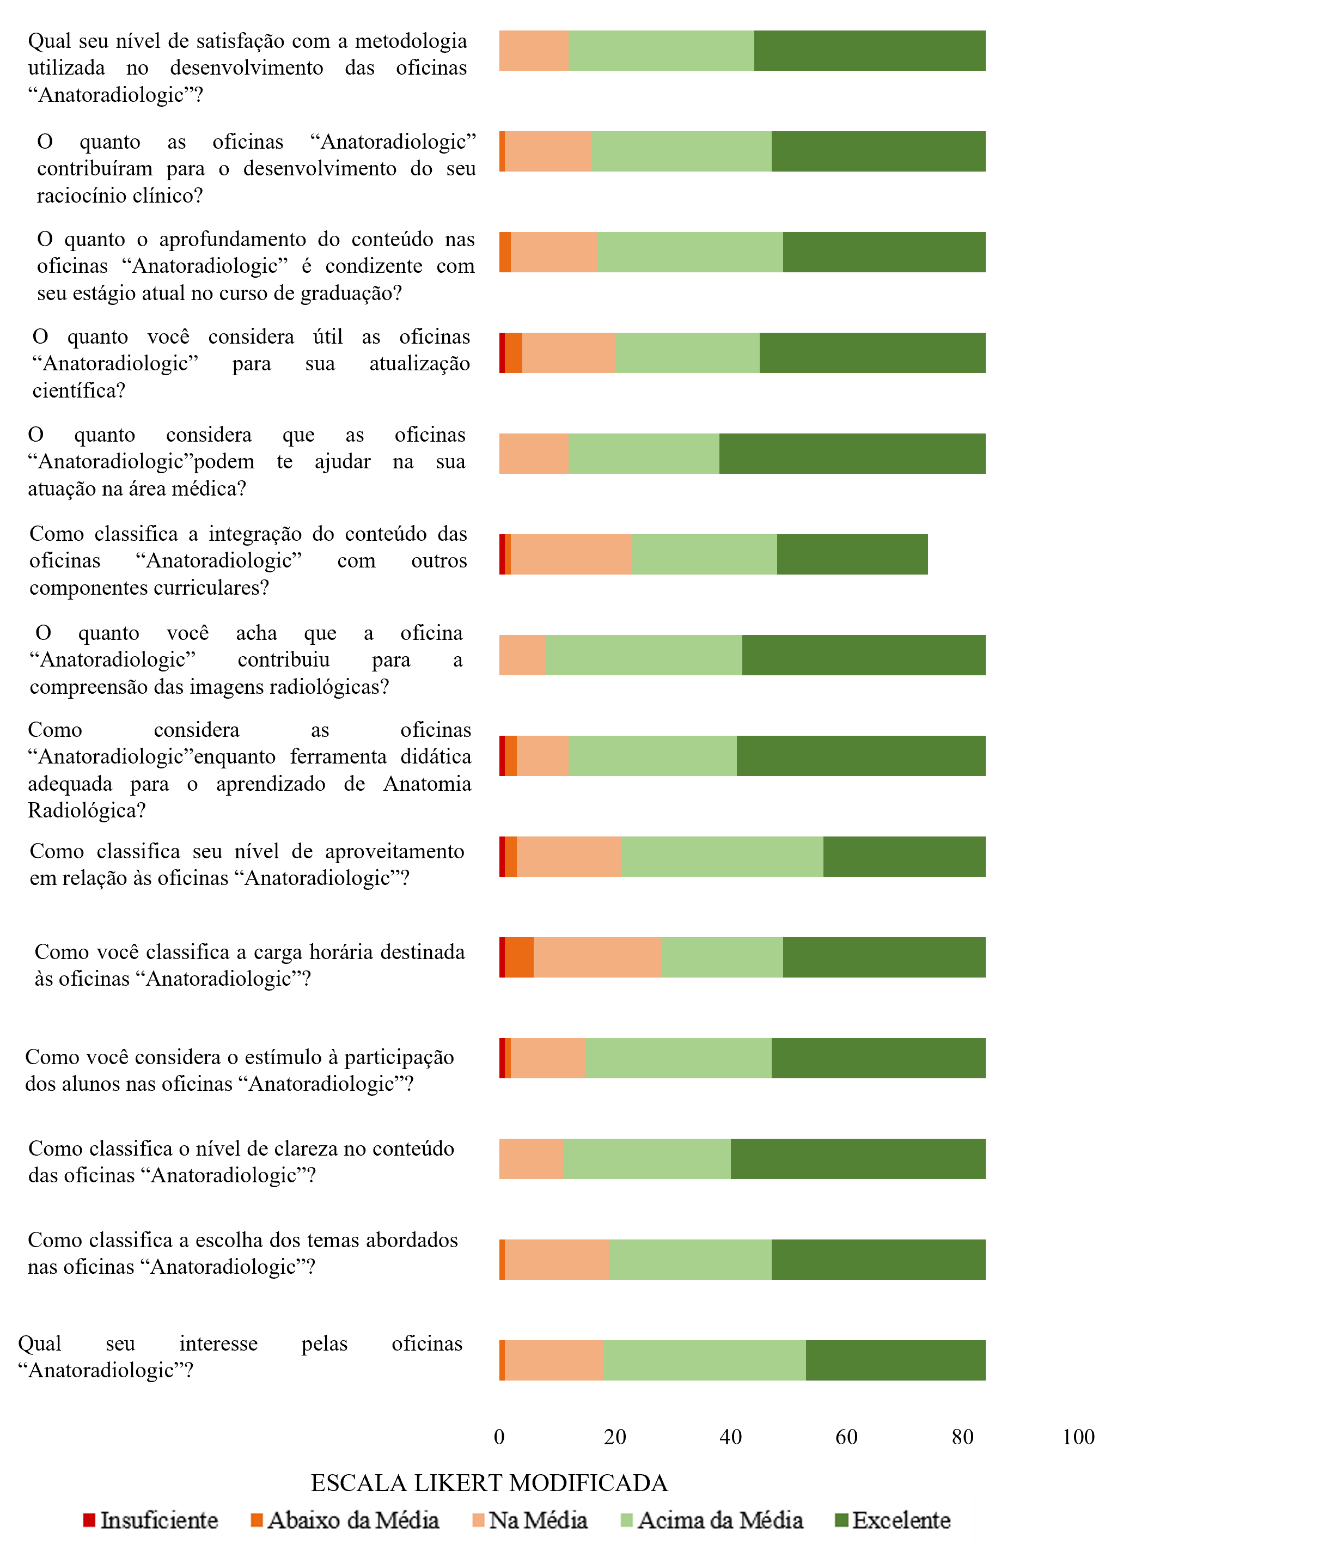 Qual seu nível de satisfação com a metodologia
utilizada no desenvolvimento das oficinas
“Anatoradiologic”?
O quanto as oficinas “Anatoradiologic”
contribuíram para o desenvolvimento do seu
raciocínio clínico?
O quanto o aprofundamento do conteúdo nas
oficinas “Anatoradiologic” é condizente com
seu estágio atual no curso de graduação?
O quanto você considera útil as oficinas
“Anatoradiologic” para sua atualização
científica?
O quanto considera que as oficinas
“Anatoradiologic”podem te ajudar na sua
atuação na área médica?
Como classifica a integração do conteúdo das
oficinas “Anatoradiologic” com outros
componentes curriculares?
O quanto você acha que a oficina
“Anatoradiologic” contribuiu para a
compreensão das imagens radiológicas?
Como considera as oficinas
“Anatoradiologic”enquanto ferramenta didática
adequada para o aprendizado de Anatomia
Radiológica?
Como classifica seu nível de aproveitamento
em relação às oficinas “Anatoradiologic”?
Como você classifica a carga horária destinada
às oficinas “Anatoradiologic”?
Como você considera o estímulo à participação
dos alunos nas oficinas “Anatoradiologic”?
Como classifica o nível de clareza no conteúdo
das oficinas “Anatoradiologic”?
Como classifica a escolha dos temas abordados
nas oficinas “Anatoradiologic”?
Qual seu interesse pelas oficinas
“Anatoradiologic”?
0 20 40 60 80 100
ESCALA LIKERT MODIFICADA
Insuficiente Abaixo da Média Na Média Acima da Média Excelente